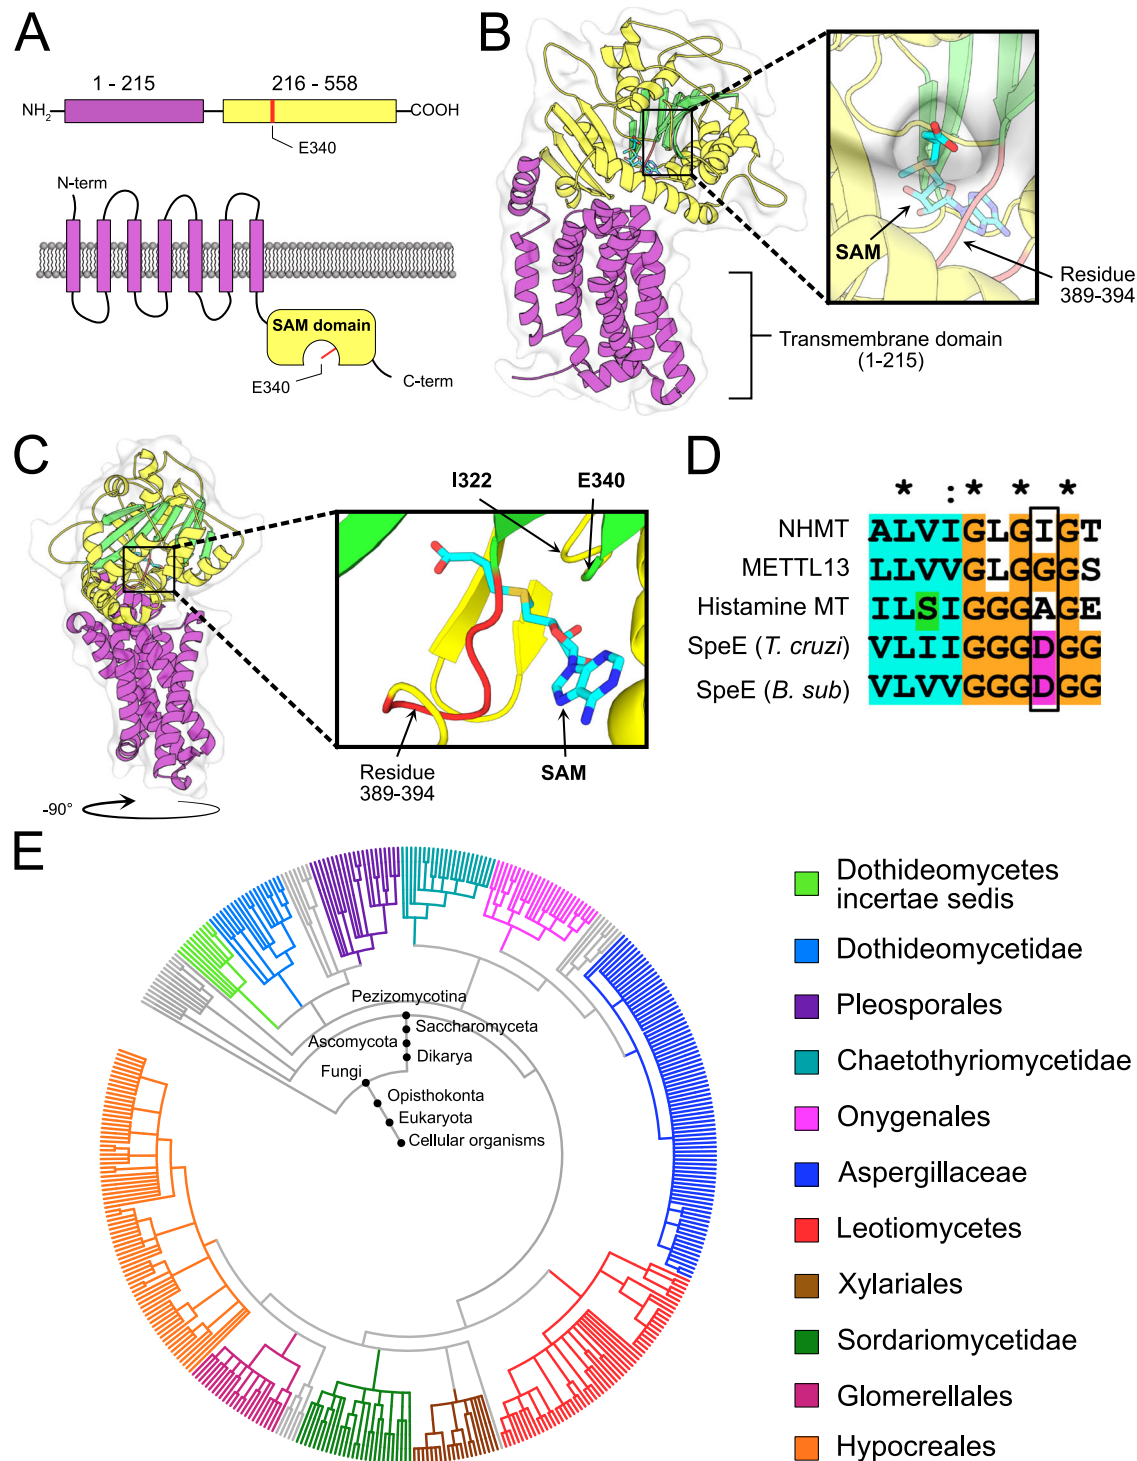 A
1 - 215
216 - 558
NH2
COOH
E340
N-term
SAM domain
E340
C-term
B
SAM
Residue
389-394
Transmembrane domain
(1-215)
C
I322
E340
Residue
389-394
SAM
-90°
D
* :* * *
NHMT ALVIGLGIGT
METTL13 LLVVGLGGGS
Histamine MT ILSIGGGAGE
SpeE (T. cruzi) VLIIGGGDGG
SpeE (B. sub) VLVVGGGDGG
E
Pezizomycotina
Saccharomyceta
Ascomycota
Dikarya
Fungi
Opisthokonta
Eukaryota
Cellular organisms
Dothideomycetes
incertae sedis
Dothideomycetidae
Pleosporales
Chaetothyriomycetidae
Onygenales
Aspergillaceae
Leotiomycetes
Xylariales
Sordariomycetidae
Glomerellales
Hypocreales